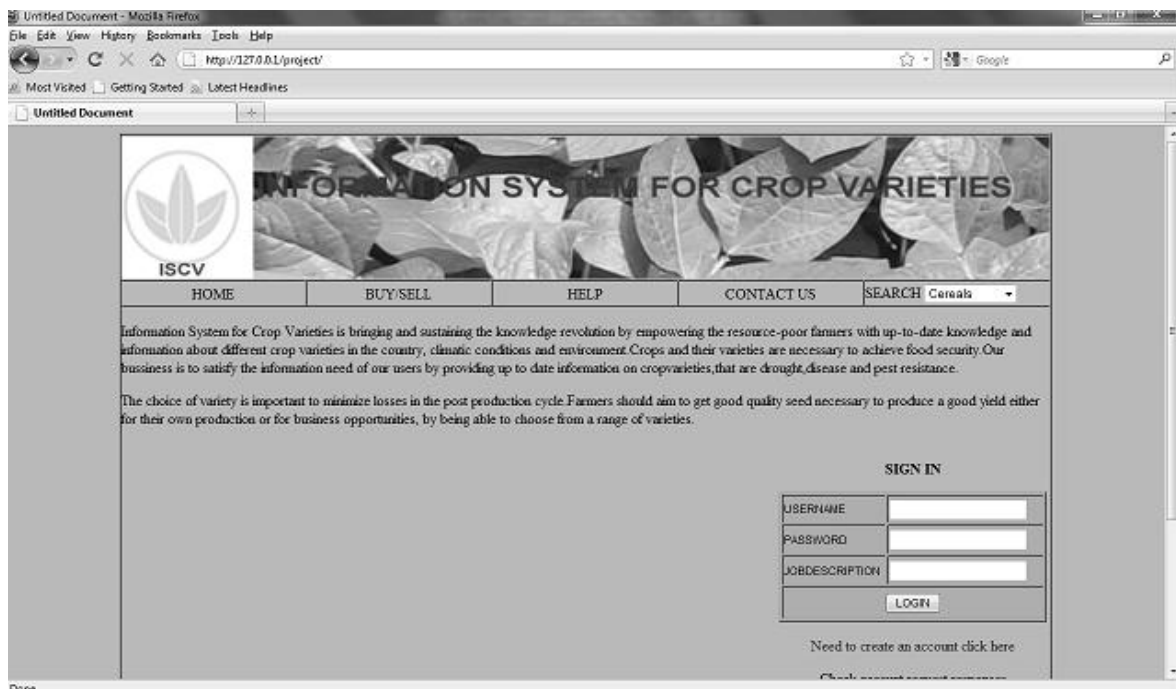 Untitled Document - Mozilla Firefox
File Edit View History Bookmarks Tools Help
http://127.0.0.1/project/
Google
Most Visited Getting Started Latest Headlines
Untitled Document
INFORMATION SYSTEM FOR CROP VARIETIES
ISCV
HOME BUY/SELL HELP CONTACT US SEARCH Cereals
Information System for Crop Varieties is bringing and sustaining the knowledge revolution by empowering the resource-poor farmers with up-to-date knowledge and
information about different crop varieties in the country, climatic conditions and environment.Crops and their varieties are necessary to achieve food security.Our
bussiness is to satisfy the information need of our users by providing up to date information on cropvarieties,that are drought,disease and pest resistance.
The choice of variety is important to minimize losses in the post production cycle.Farmers should aim to get good quality seed necessary to produce a good yield either
for their own production or for business opportunities, by being able to choose from a range of varieties.
SIGN IN
USERNAME
PASSWORD
JOBDESCRIPTION
LOGIN
Need to create an account click here
Check account
Done